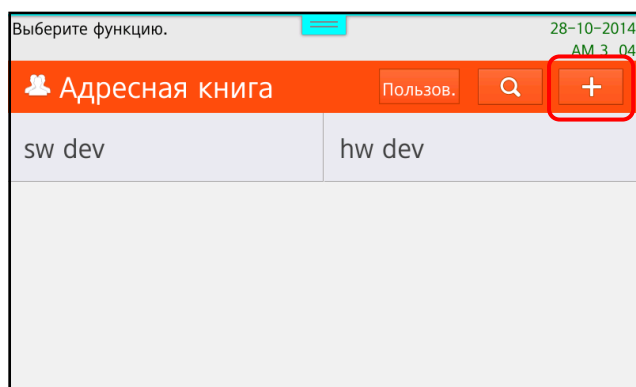 Выберите функцию.
28-10-2014
AM 3 04
Адресная книга
Пользов.
+
sw dev
hw dev